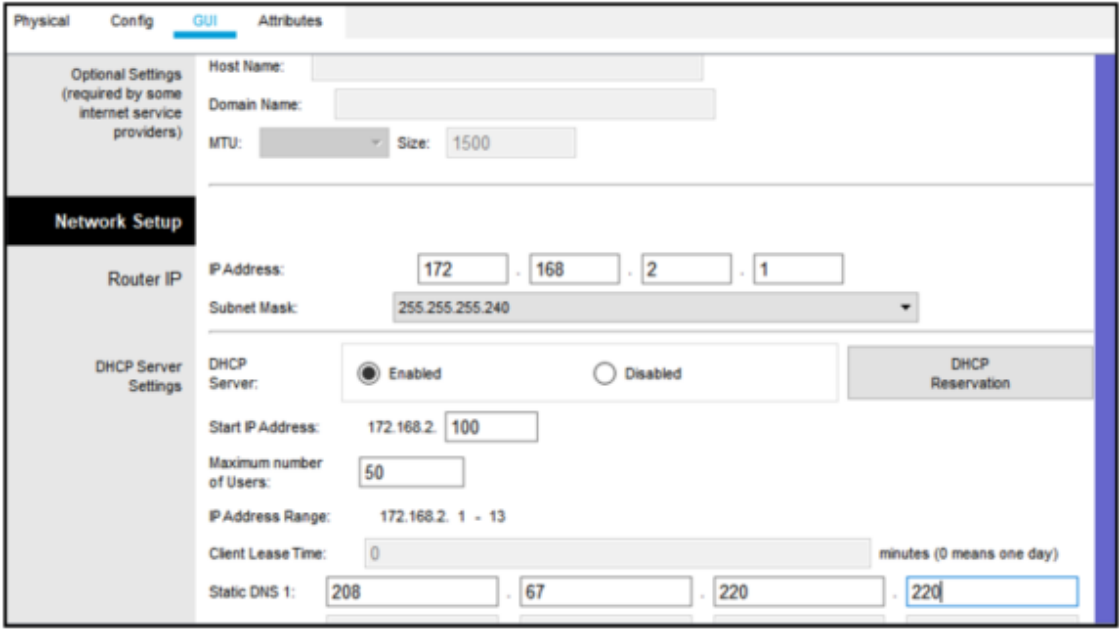 Physical Config GUI Attributes
Optional Settings
(required by some
internet service
providers)
Host Name:
Domain Name:
MTU: Size: 1500
Network Setup
Router IP
IP Address: 172 . 168 . 2 . 1
Subnet Mask: 255.255.255.240
DHCP Server
Settings
DHCP
Server:
Enabled Disabled
DHCP
Reservation
Start IP Address: 172.168.2. 100
Maximum number
of Users:
50
IP Address Range: 172.168.2. 1 - 13
Client Lease Time: 0 minutes (0 means one day)
Static DNS 1: 208 . 67 . 220 . 220